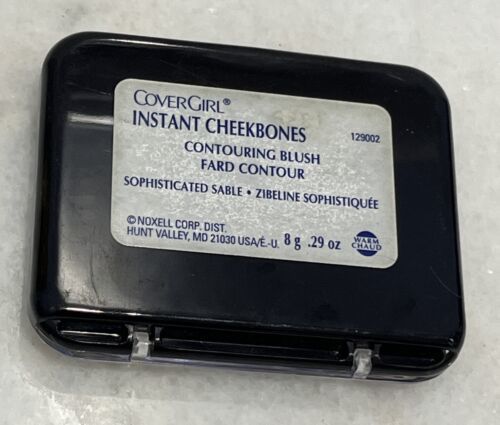 COVERGIRL®
INSTANT CHEEKBONES
129002
CONTOURING BLUSH
FARD CONTOUR
SOPHISTICATED SABLE • ZIBELINE SOPHISTIQUÉE
© NOXELL CORP. DIST.
HUNT VALLEY, MD 21030 USA/É.-U. 8 g .29 oz
WARM
CHAUD